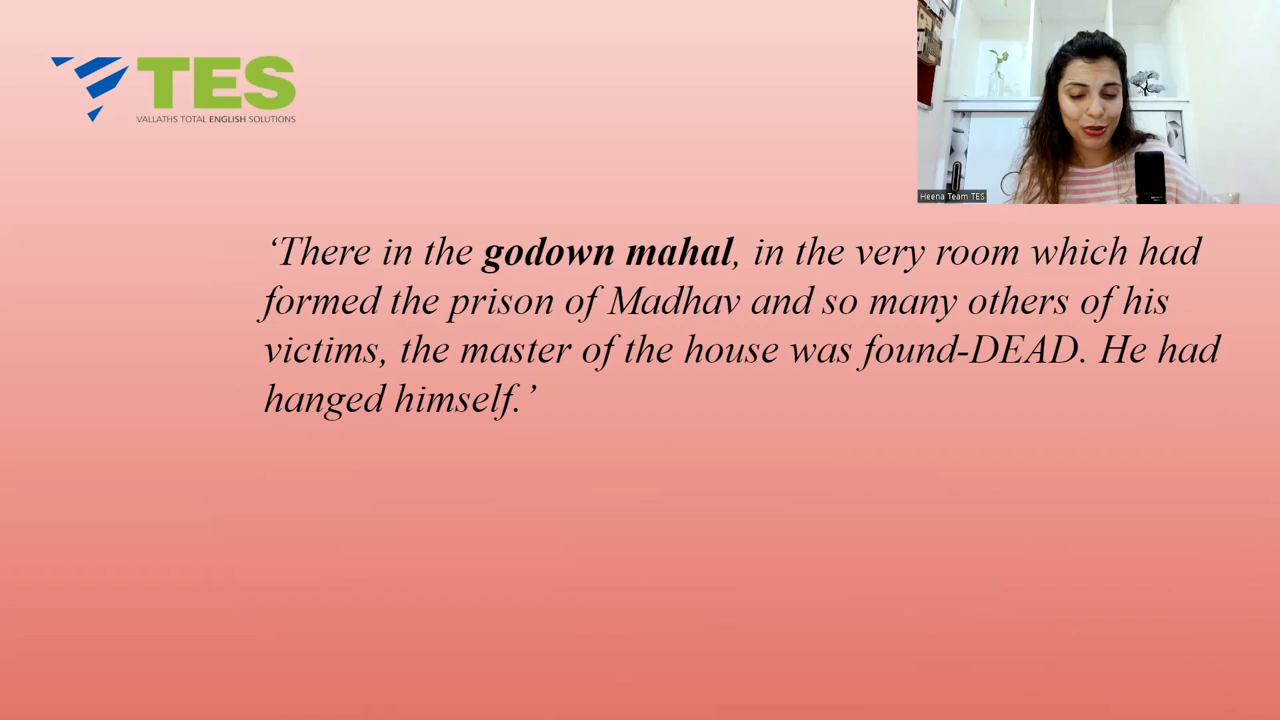 TES
VALLATHS TOTAL ENGLISH SOLUTIONS
Heena Team TES
‘There in the godown mahal, in the very room which had
formed the prison of Madhav and so many others of his
victims, the master of the house was found-DEAD. He had
hanged himself.’